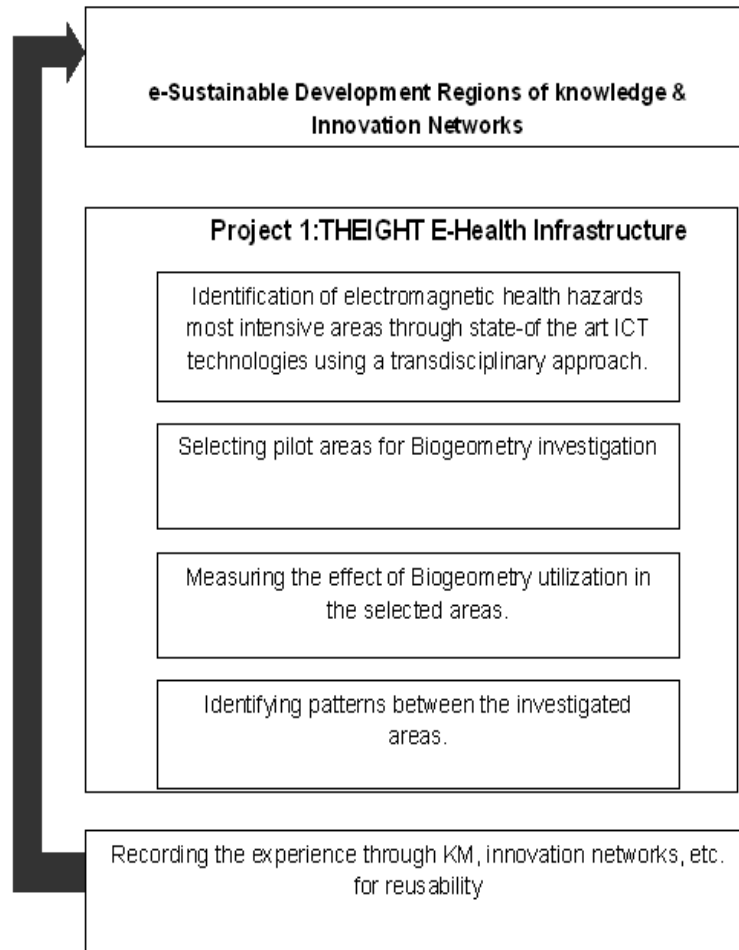 e-Sustainable Development Regions of knowledge &
Innovation Networks
Project 1:THEIGHT E-Health Infrastructure
Identification of electromagnetic health hazards
most intensive areas through state-of the art ICT
technologies using a transdisciplinary approach.
Selecting pilot areas for Biogeometry investigation
Measuring the effect of Biogeometry utilization in
the selected areas.
Identifying patterns between the investigated
areas.
Recording the experience through KM, innovation networks, etc.
for reusability